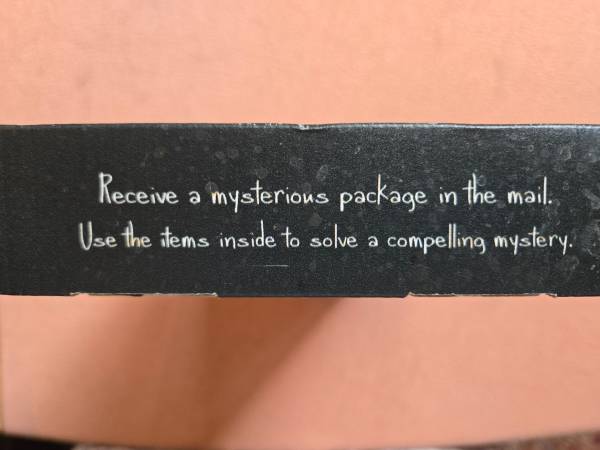 Receive a mysterious package in the mail.
Use the items inside to solve a compelling mystery.